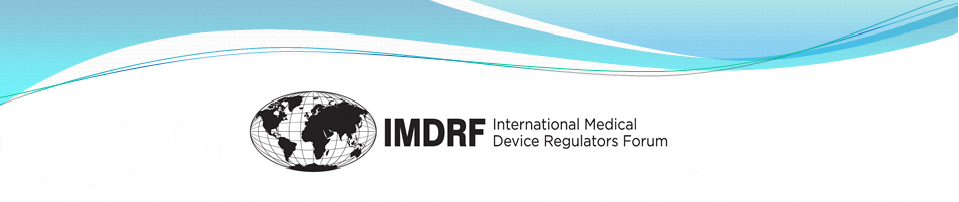 IMDRF International Medical
Device Regulators Forum